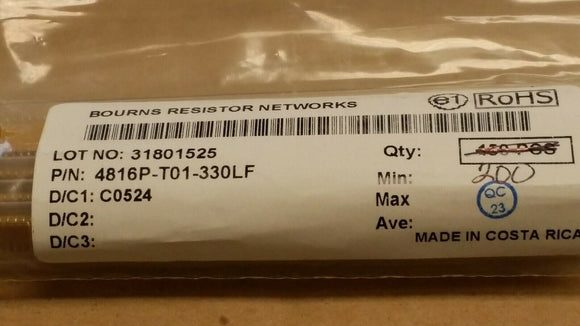 BOURNS RESISTOR NETWORKS
e1 RoHS
LOT NO: 31801525
P/N: 4816P-T01-330LF
D/C1: C0524
D/C2:
D/C3:
Qty: PCS
200
Min:
Max
QC
23
Ave:
MADE IN COSTA RICA